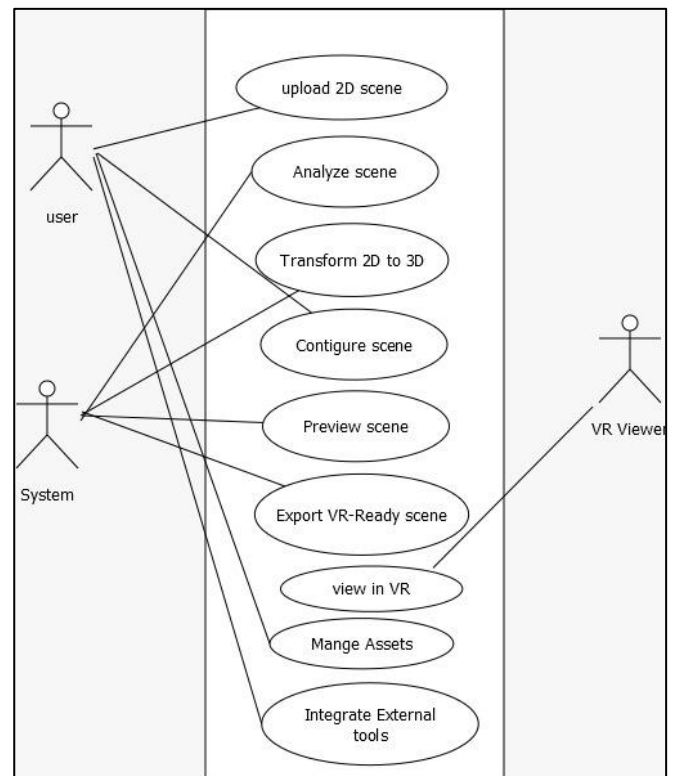 upload 2D scene
Analyze scene
user
Transform 2D to 3D
Contigure scene
System
Preview scene
VR Viewer
Export VR-Ready scene
view in VR
Mange Assets
Integrate External
tools